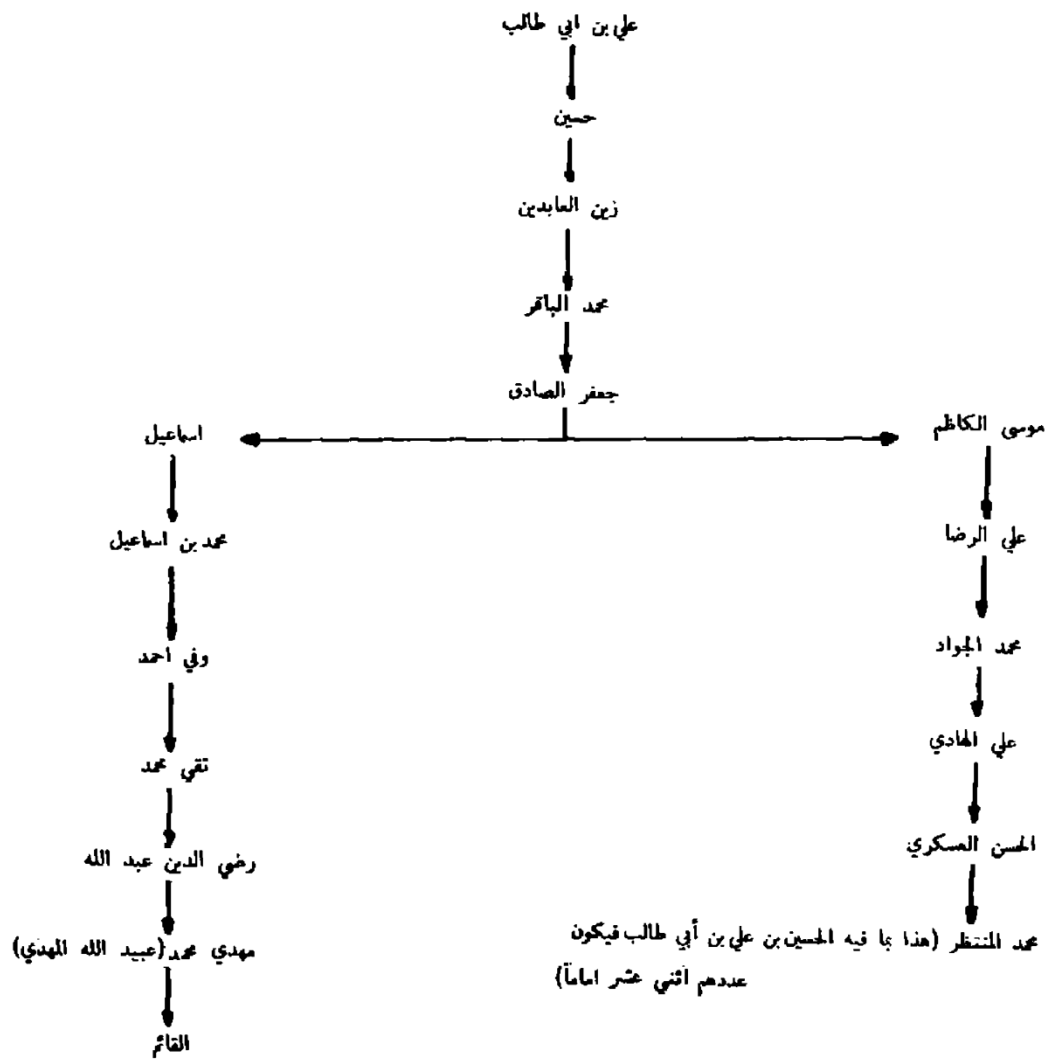 علي بن ابي طالب
حسين
زين العابدين
محمد الباقر
جعفر الصادق
موسى الكاظم
علي الرضا
محمد الجواد
علي الهادي
الحسن العسكري
محمد المنتظر (هذا بما فيه الحسين بن علي بن أبي طالب فيكون
عددهم اثني عشر اماماً)
اسماعيل
محمد بن اسماعيل
وفي احمد
تقي محمد
رضي الدين عبد الله
مهدي محمد (عبيد الله المهدي)
القائم